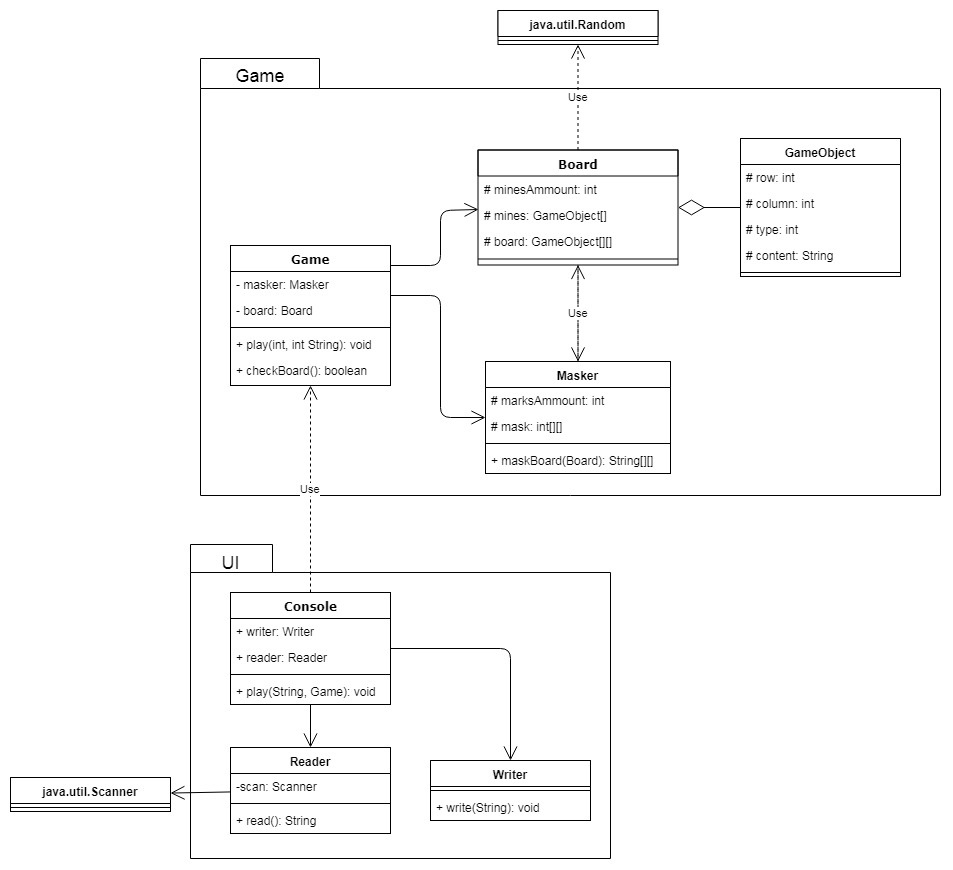 java.util.Random
Game
Use
Board
# minesAmmount: int
# mines: GameObject[]
# board: GameObject[][]
GameObject
# row: int
# column: int
# type: int
# content: String
Game
- masker: Masker
- board: Board
+ play(int, int String): void
+ checkBoard(): boolean
Use
Masker
# marksAmmount: int
# mask: int[][]
+ maskBoard(Board): String[][]
Use
UI
Console
+ writer: Writer
+ reader: Reader
+ play(String, Game): void
Reader
-scan: Scanner
+ read(): String
Writer
+ write(String): void
java.util.Scanner